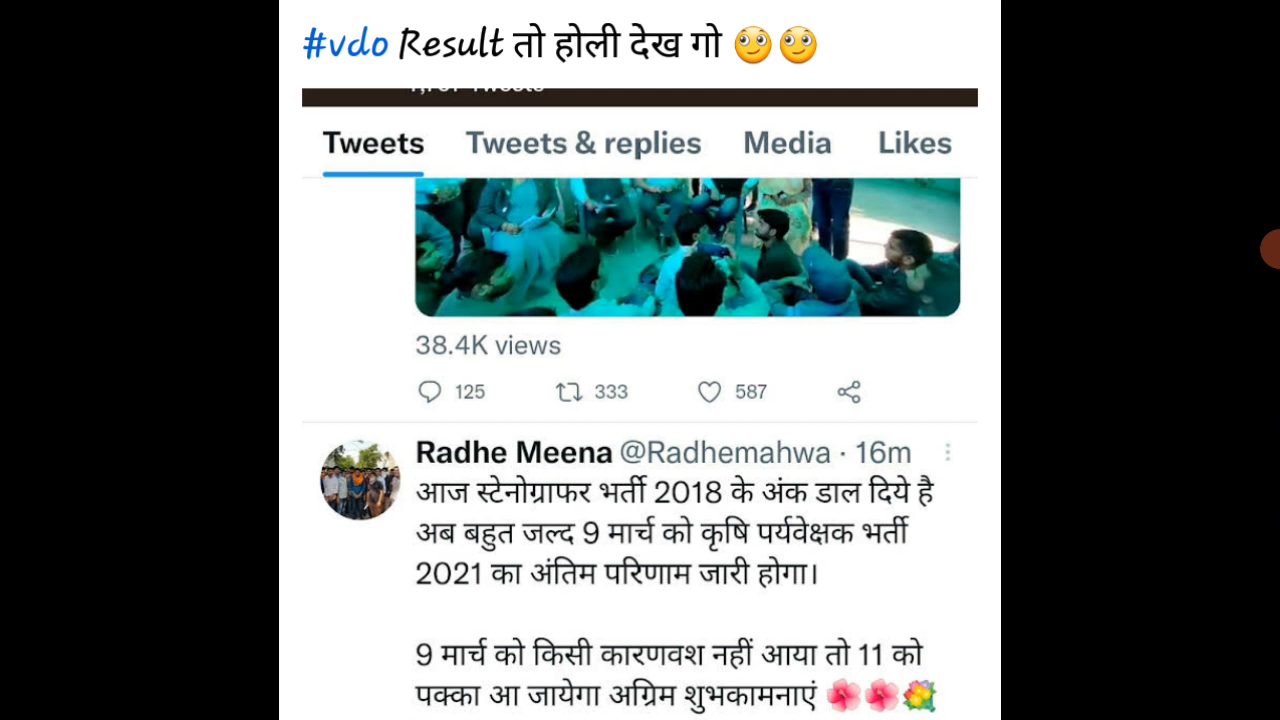 #vdo Result तो होली देख गो 🙄🙄
Tweets Tweets & replies Media Likes
38.4K views
125 333 587
Radhe Meena @Radhemahwa · 16m
आज स्टेनोग्राफर भर्ती 2018 के अंक डाल दिये है
अब बहुत जल्द 9 मार्च को कृषि पर्यवेक्षक भर्ती
2021 का अंतिम परिणाम जारी होगा।
9 मार्च को किसी कारणवश नहीं आया तो 11 को
पक्का आ जायेगा अग्रिम शुभकामनाएं 🌺🌺💐